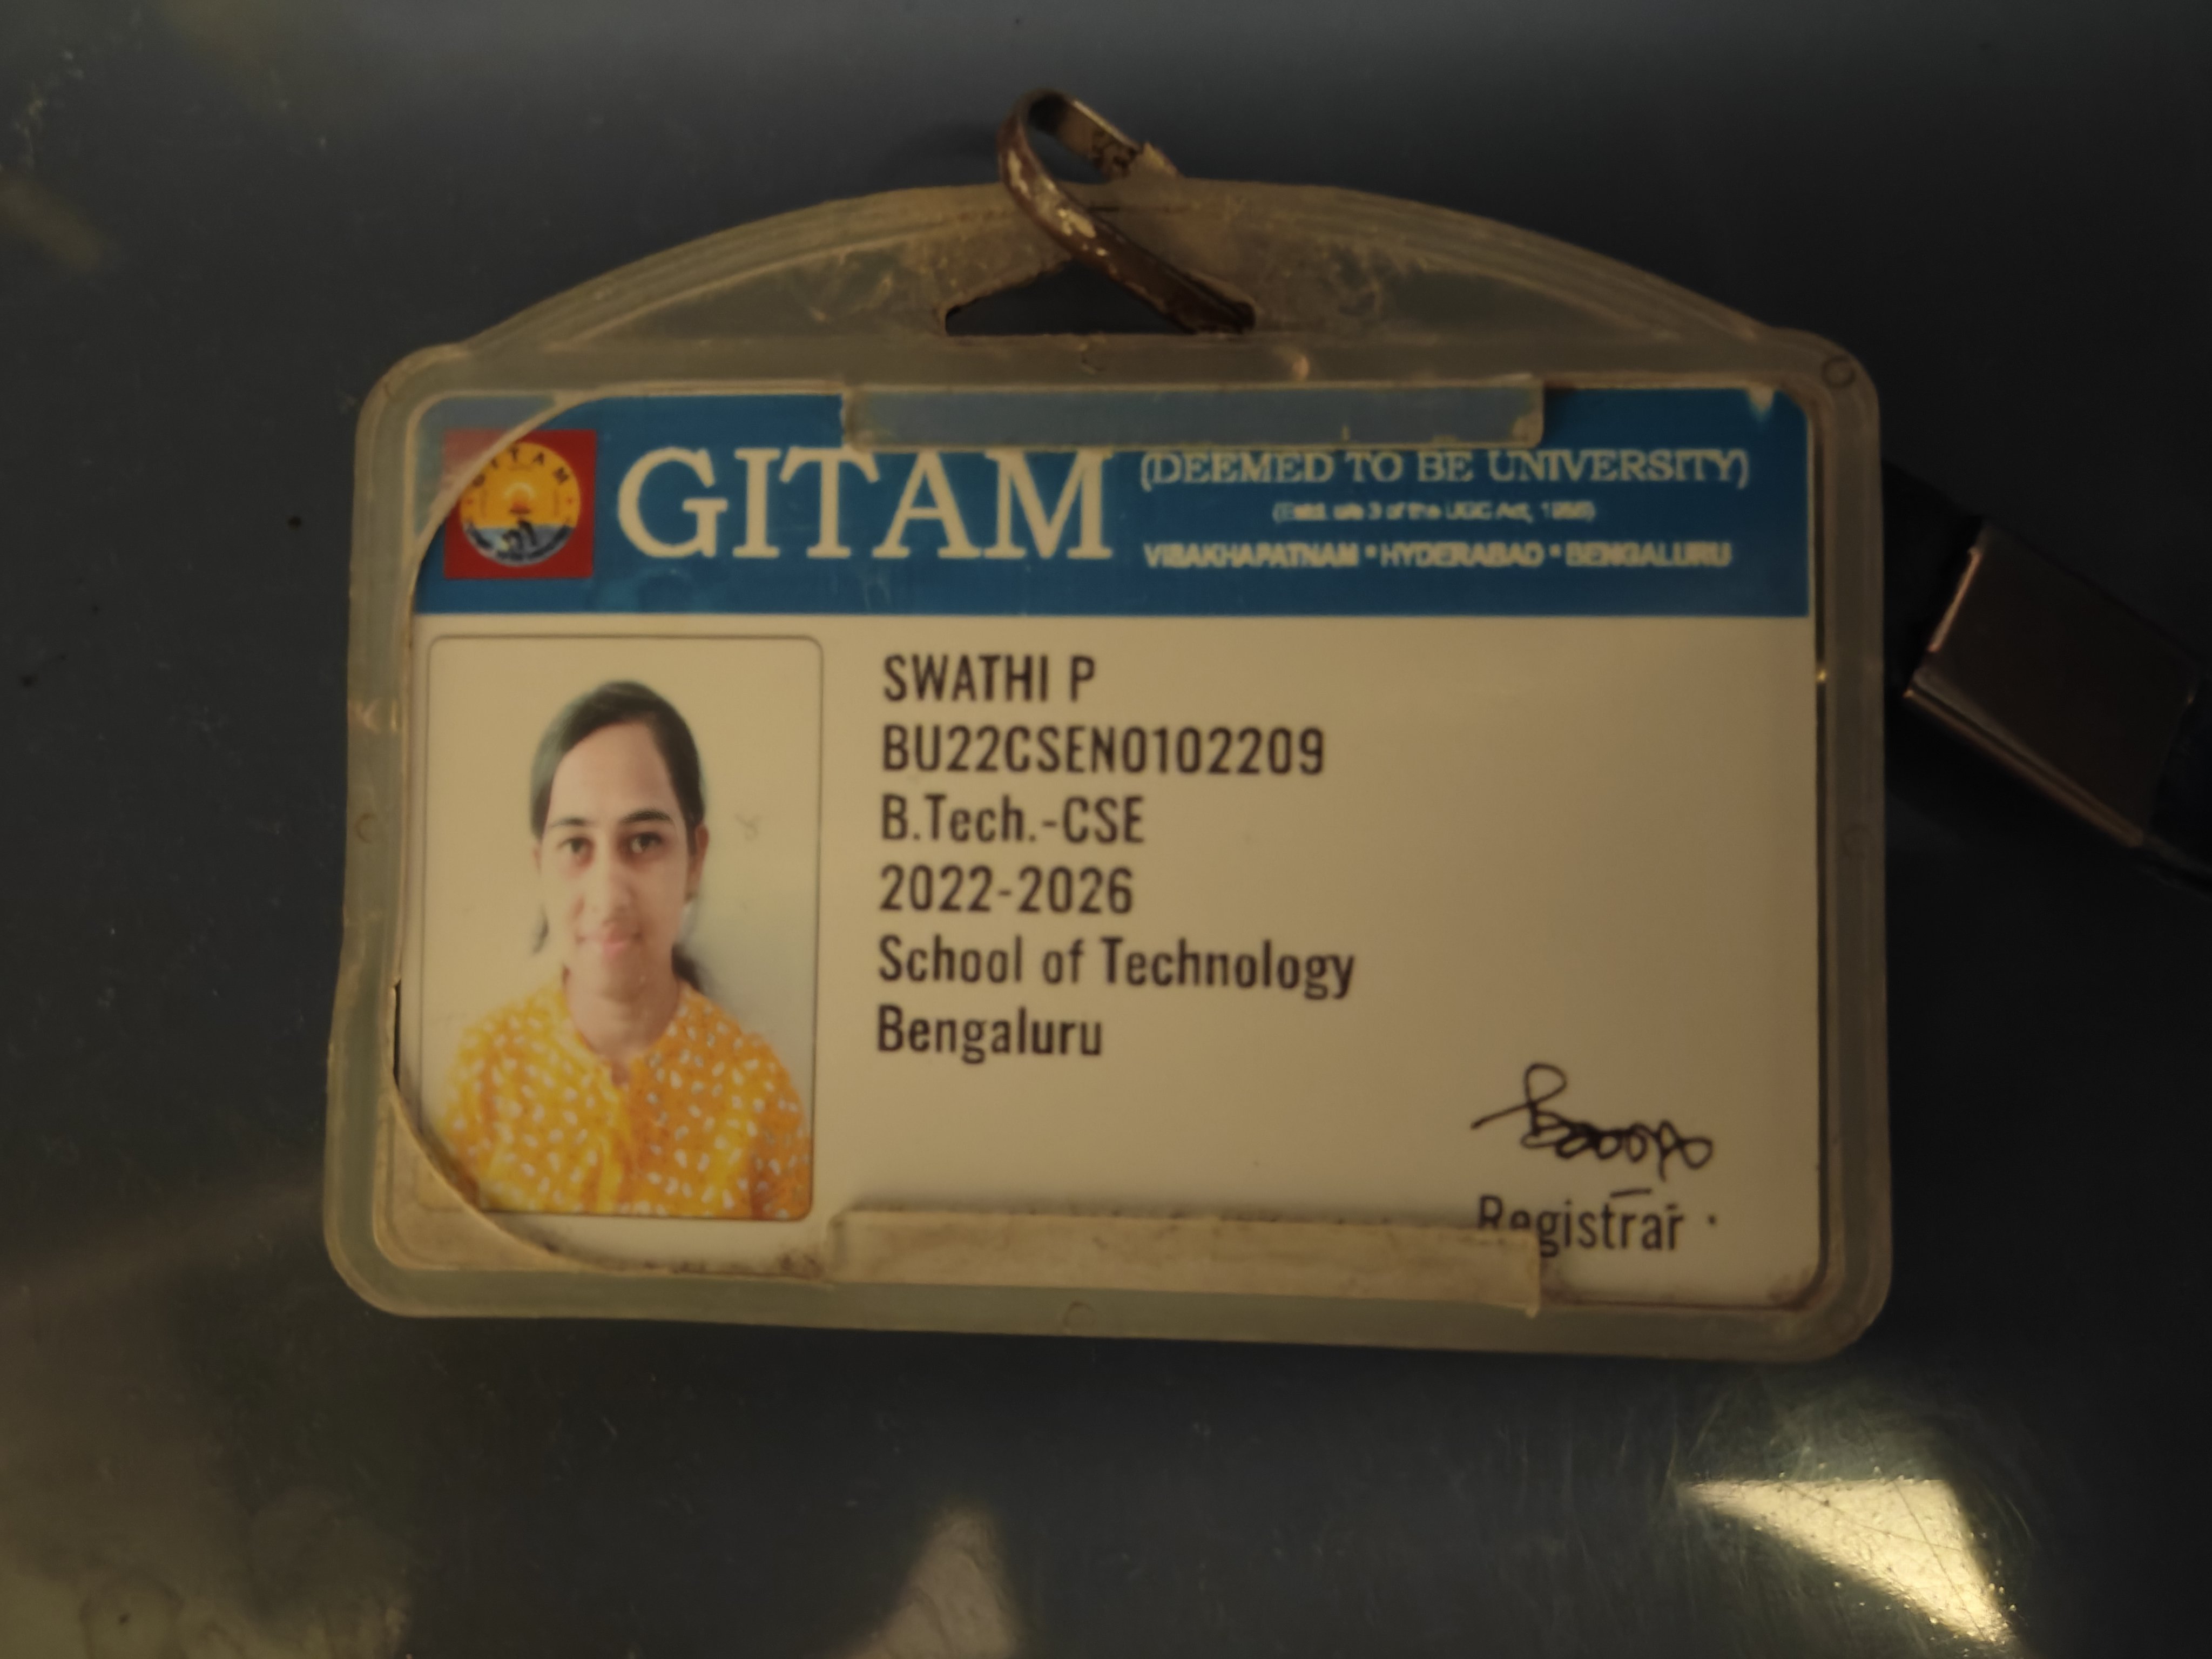 GITAM
GITAM
(DEEMED TO BE UNIVERSITY)
(Estd. u/s 3 of the UGC Act, 1956)
VISAKHAPATNAM * HYDERABAD * BENGALURU
SWATHI P
BU22CSEN0102209
B.Tech.-CSE
2022-2026
School of Technology
Bengaluru
Registrar